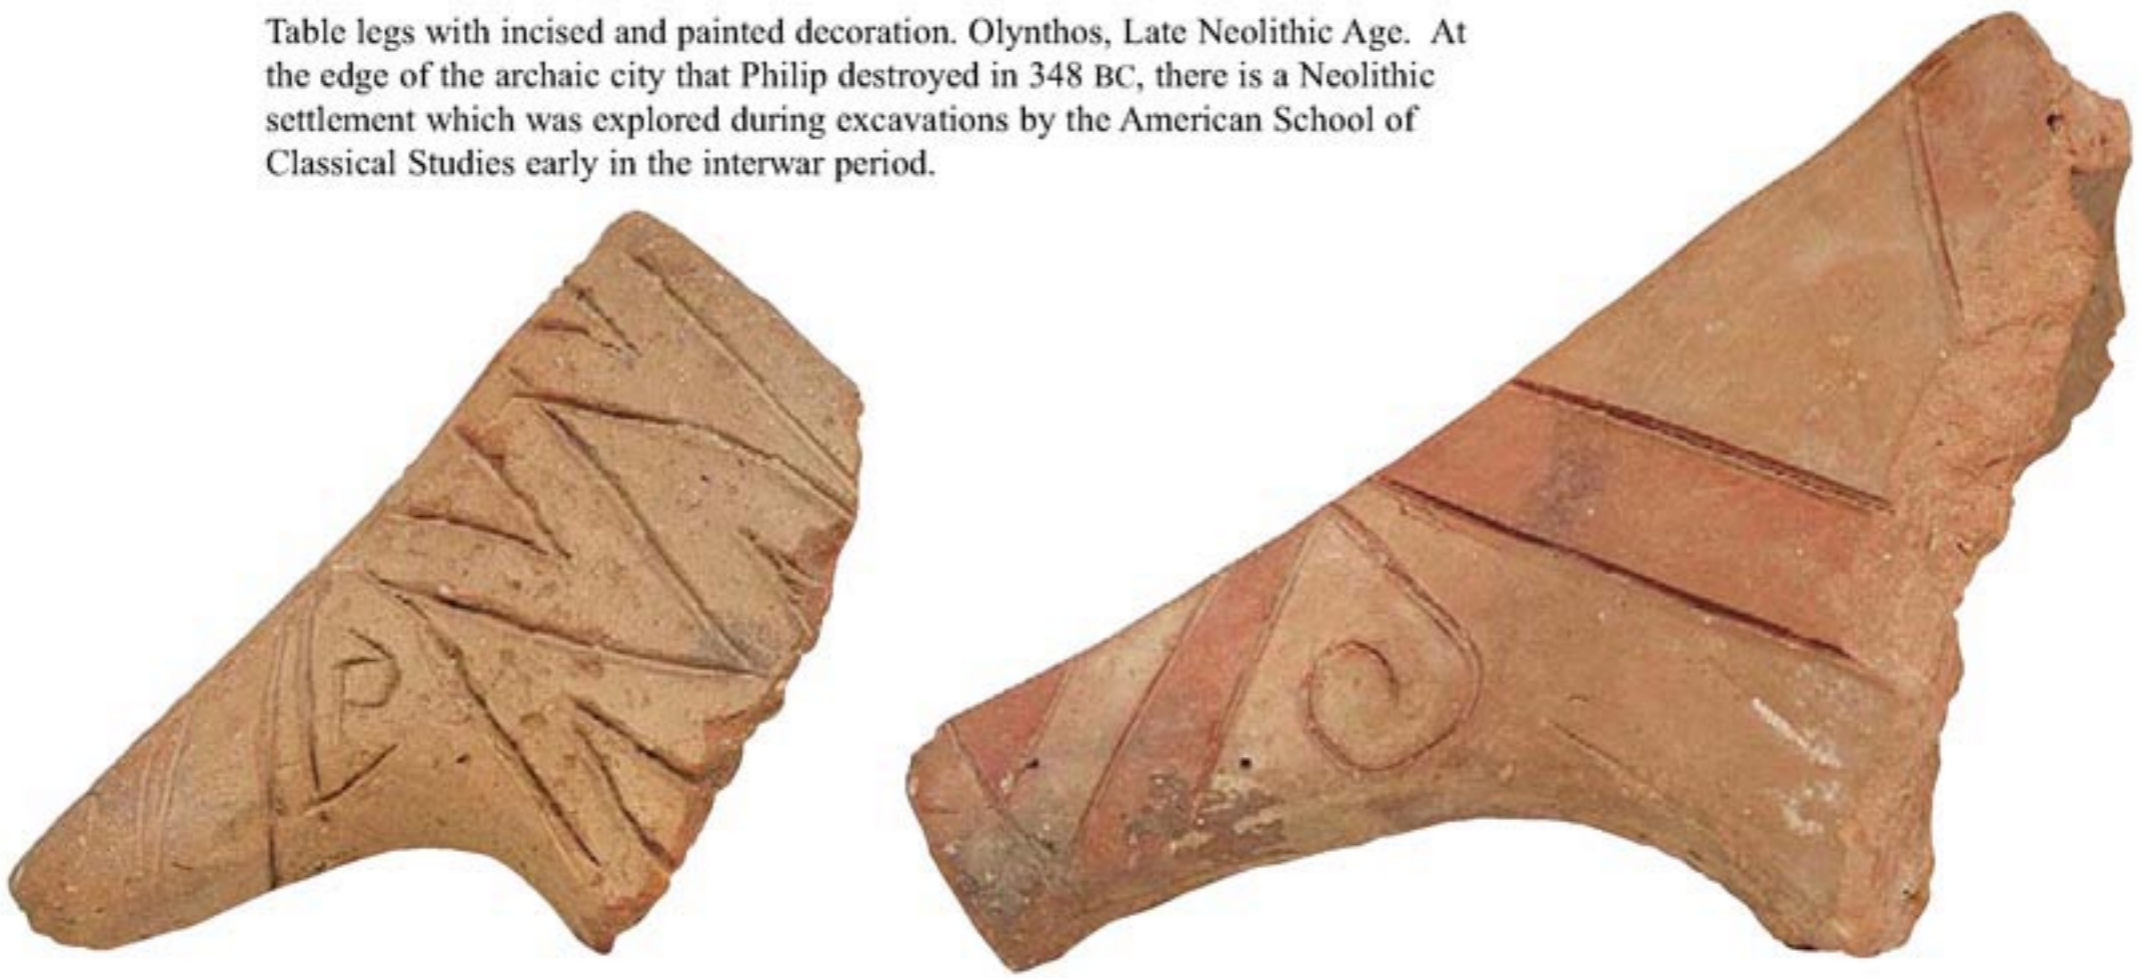 Table legs with incised and painted decoration. Olynthos, Late Neolithic Age. At
the edge of the archaic city that Philip destroyed in 348 BC, there is a Neolithic
settlement which was explored during excavations by the American School of
Classical Studies early in the interwar period.